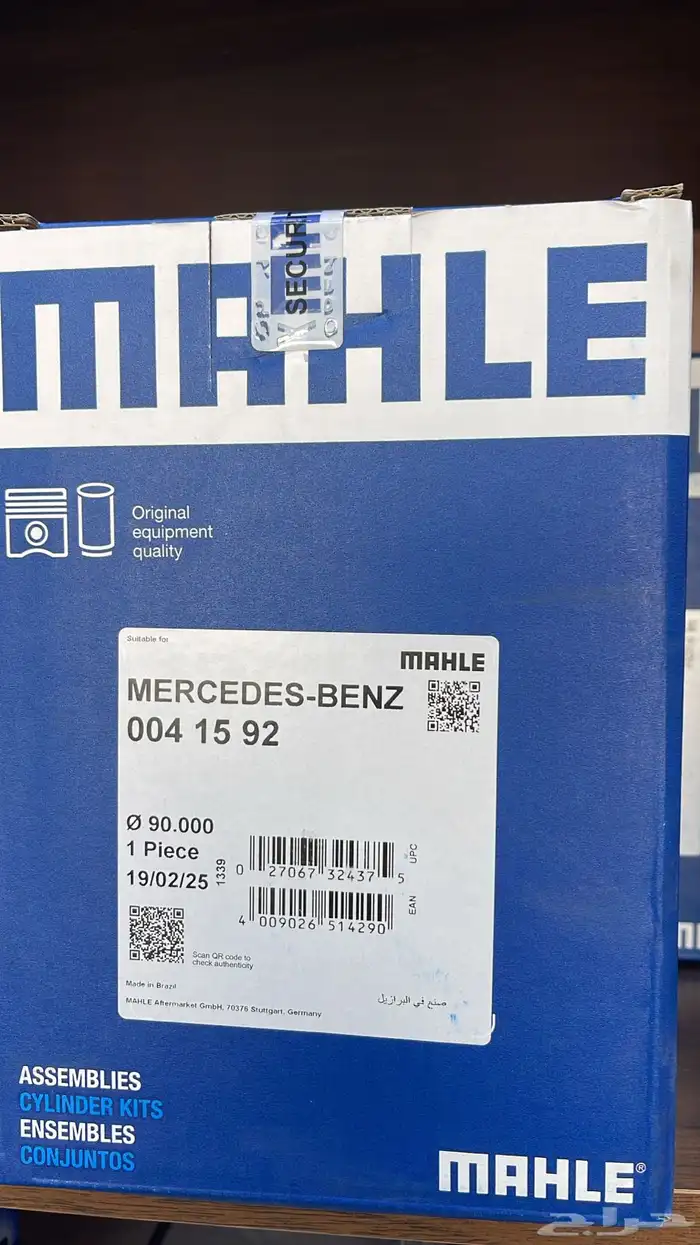 MAHLE
SECURI
Original
equipment
quality
Suitable for
MAHLE
MERCEDES-BENZ
004 15 92
Ø 90.000
1 Piece
19/02/25
1339
0 27067 32437 5
UPC
4 009026 514290
EAN
Scan QR code to
check authenticity
Made in Brazil
صنع في البرازيل
MAHLE Aftermarket GmbH, 70376 Stuttgart, Germany
ASSEMBLIES
CYLINDER KITS
ENSEMBLES
CONJUNTOS
MAHLE®
حراج